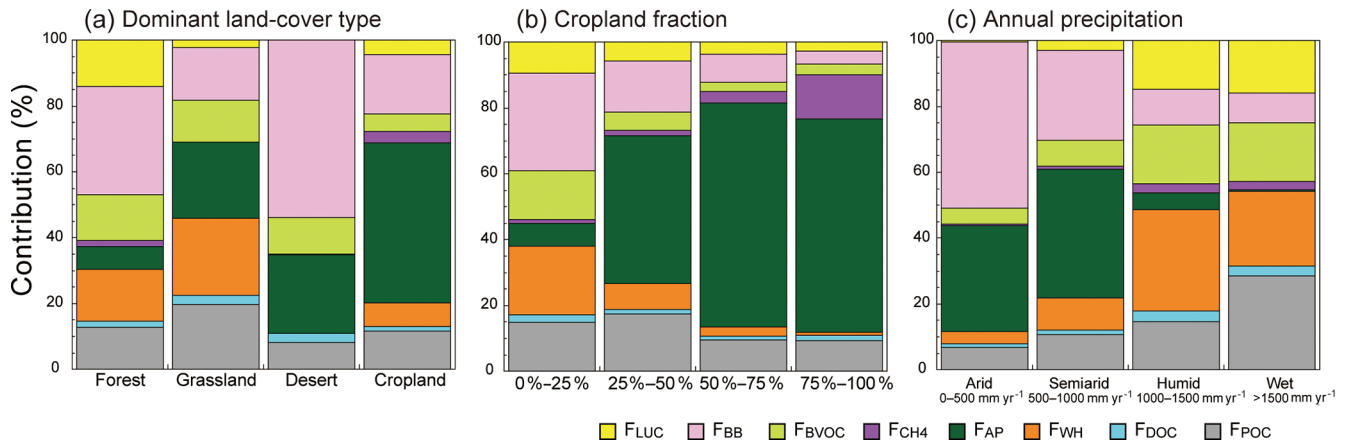 (a) Dominant land-cover type
(b) Cropland fraction
(c) Annual precipitation
Contribution (%)
100
80
60
40
20
0
Forest Grassland Desert Cropland
100
80
60
40
20
0
0 %–25 % 25 %–50 % 50 %–75 % 75 %–100 %
100
80
60
40
20
0
Arid Semiarid Humid Wet
0–500 mm yr⁻¹ 500–1000 mm yr⁻¹ 1000–1500 mm yr⁻¹ >1500 mm yr⁻¹
FLUC FBB FBVOC FCH4 FAP FWH FDOC FPOC